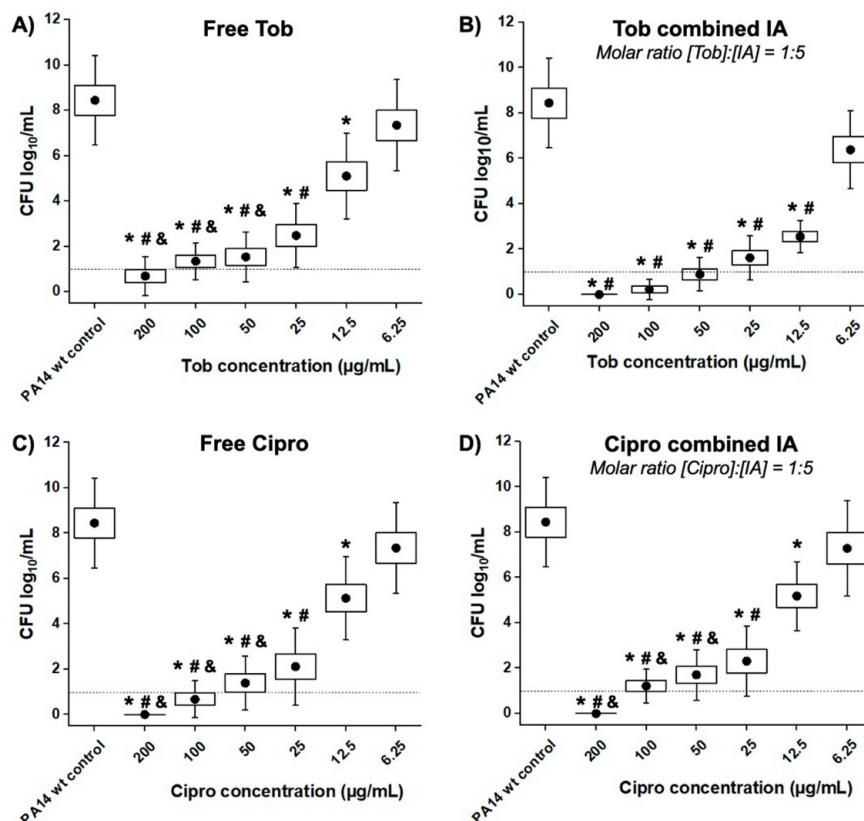 A)
Free Tob
CFU log10/mL
12
10
8
6
4
2
0
* # &
* # &
* # &
* #
*
PA14 wt control
200
100
50
25
12.5
6.25
Tob concentration (µg/mL)
B)
Tob combined IA
Molar ratio [Tob]:[IA] = 1:5
CFU log10/mL
12
10
8
6
4
2
0
* #
* #
* #
* #
* #
PA14 wt control
200
100
50
25
12.5
6.25
Tob concentration (µg/mL)
C)
Free Cipro
CFU log10/mL
12
10
8
6
4
2
0
* # &
* # &
* # &
* #
*
PA14 wt control
200
100
50
25
12.5
6.25
Cipro concentration (µg/mL)
D)
Cipro combined IA
Molar ratio [Cipro]:[IA] = 1:5
CFU log10/mL
12
10
8
6
4
2
0
* # &
* # &
* # &
* #
*
PA14 wt control
200
100
50
25
12.5
6.25
Cipro concentration (µg/mL)